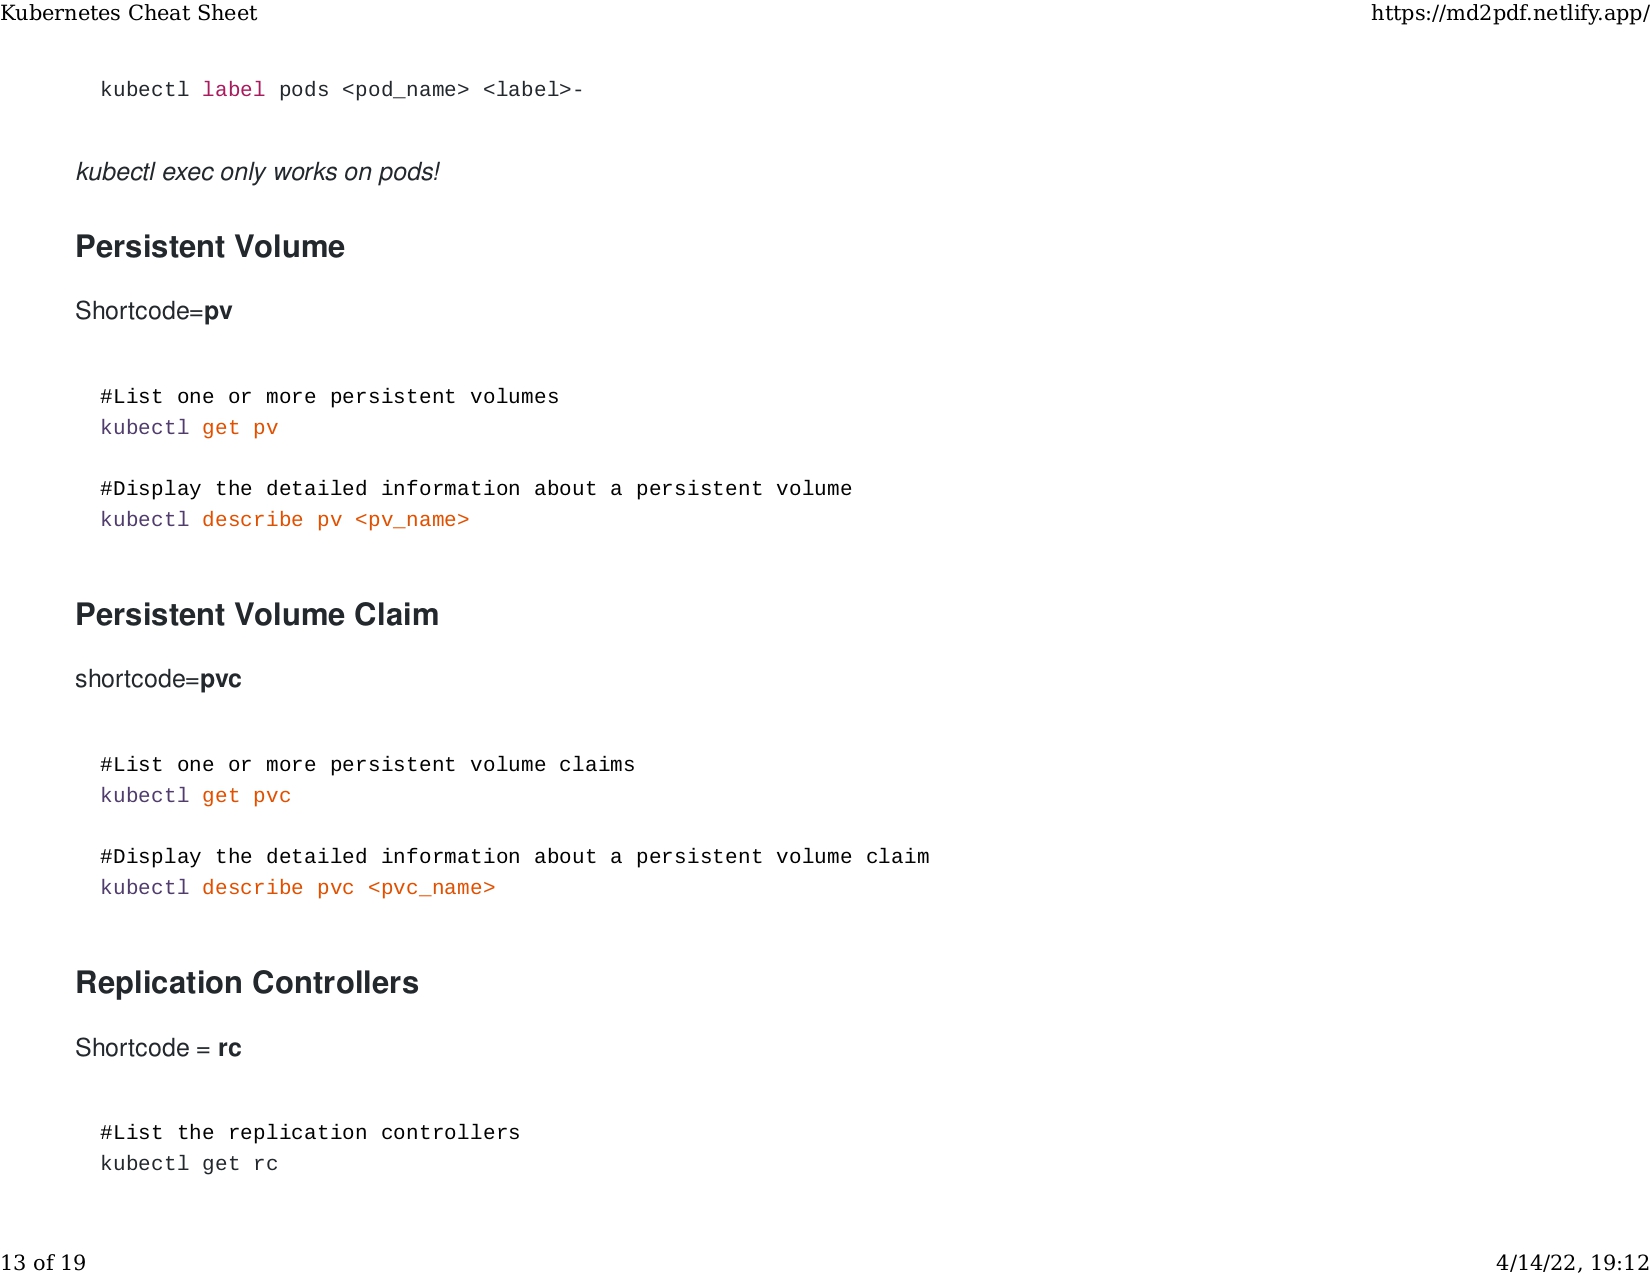 Kubernetes Cheat Sheet https://md2pdf.netlify.app/
kubectl label pods <pod_name> <label>-
kubectl exec only works on pods!
Persistent Volume
Shortcode=pv
#List one or more persistent volumes
kubectl get pv
#Display the detailed information about a persistent volume
kubectl describe pv <pv_name>
Persistent Volume Claim
shortcode=pvc
#List one or more persistent volume claims
kubectl get pvc
#Display the detailed information about a persistent volume claim
kubectl describe pvc <pvc_name>
Replication Controllers
Shortcode = rc
#List the replication controllers
kubectl get rc
13 of 19 4/14/22, 19:12